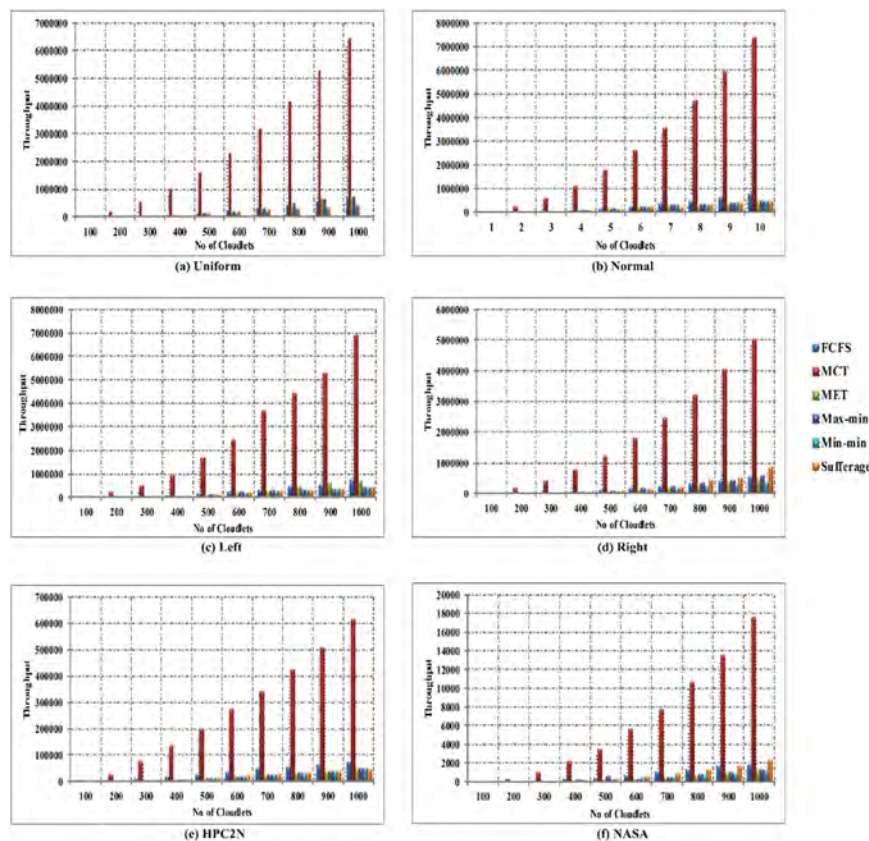 7000000
6000000
5000000
4000000
3000000
2000000
1000000
0
Throughput
100 200 300 400 500 600 700 800 900 1000
No of Cloudlets
(a) Uniform
8000000
7000000
6000000
5000000
4000000
3000000
2000000
1000000
0
Throughput
1 2 3 4 5 6 7 8 9 10
No of Cloudlets
(b) Normal
8000000
7000000
6000000
5000000
4000000
3000000
2000000
1000000
0
Throughput
100 200 300 400 500 600 700 800 900 1000
No of Cloudlets
(c) Left
6000000
5000000
4000000
3000000
2000000
1000000
0
Throughput
100 200 300 400 500 600 700 800 900 1000
No of Cloudlets
(d) Right
FCFS
MCT
MET
Max-min
Min-min
Sufferage
700000
600000
500000
400000
300000
200000
100000
0
Throughput
100 200 300 400 500 600 700 800 900 1000
No of Cloudlets
(e) HPC2N
20000
18000
16000
14000
12000
10000
8000
6000
4000
2000
0
Throughput
100 200 300 400 500 600 700 800 900 1000
No of Cloudlets
(f) NASA